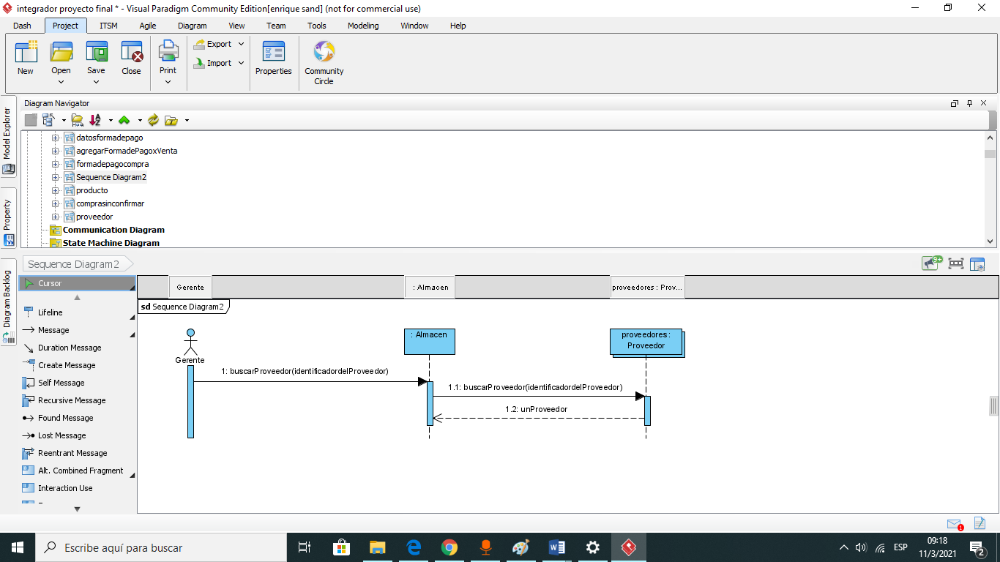 integrador proyecto final * - Visual Paradigm Community Edition[enrique sand] (not for commercial use)
Dash Project ITSM Agile Diagram View Team Tools Modeling Window Help
New Open Save Close Print Export Import Properties Community Circle
Diagram Navigator
Model Explorer
Property
Diagram Backlog
datosformadepago
agregarFormadePagoxVenta
formadepagocompra
Sequence Diagram2
producto
comprasinconfirmar
proveedor
Communication Diagram
State Machine Diagram
Sequence Diagram2
9+
Cursor
Lifeline
Message
Duration Message
Create Message
Self Message
Recursive Message
Found Message
Lost Message
Reentrant Message
Alt. Combined Fragment
Interaction Use
Gerente : Almacen proveedores : Prov...
sd Sequence Diagram2
: Almacen
proveedores :
Proveedor
Gerente
1: buscarProveedor(identificadordelProveedor)
1.1: buscarProveedor(identificadordelProveedor)
1.2: unProveedor
1
Escribe aquí para buscar
ESP
09:18
11/3/2021
2